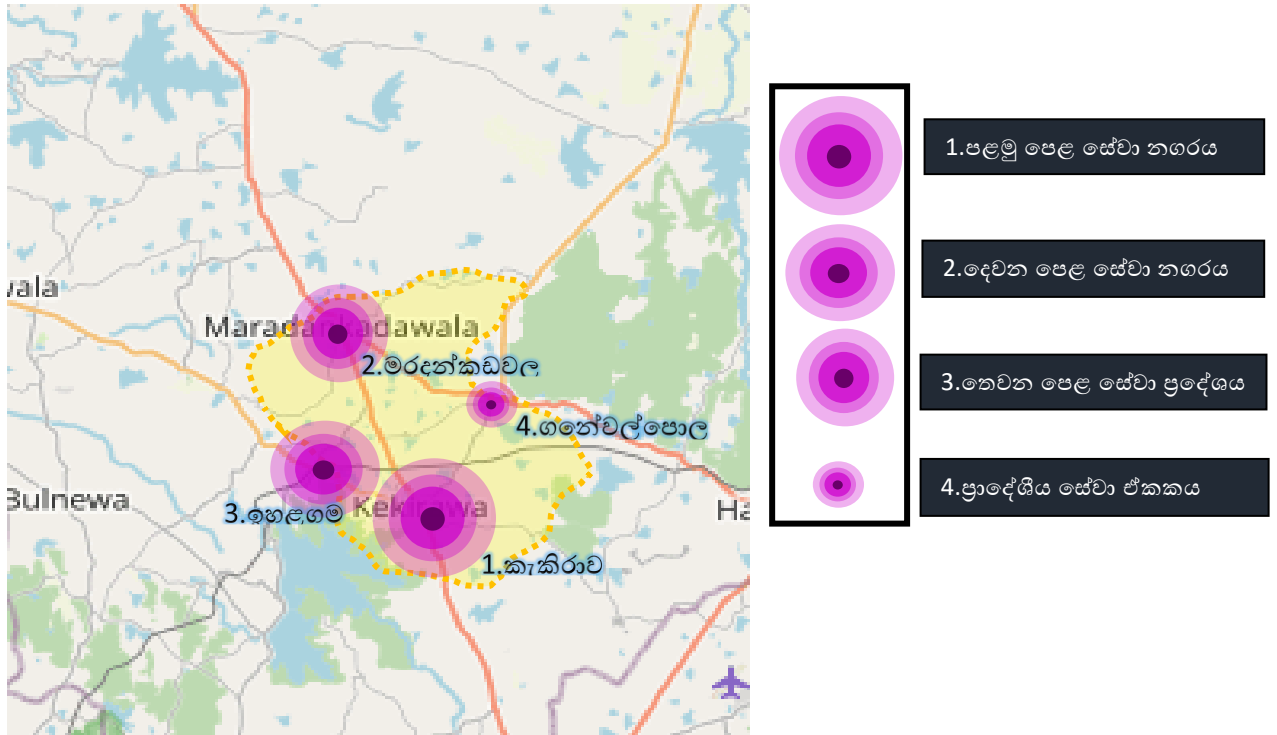 wala
Maradankadawala
2.මරදන්කඩවල
4.ගනේවල්පොල
Bulnewa
3.ඉහළගම
Kekirawa
Ha
1.කැකිරාව
1.පළමු පෙළ සේවා නගරය
2.දෙවන පෙළ සේවා නගරය
3.තෙවන පෙළ සේවා ප්‍රදේශය
4.ප්‍රාදේශීය සේවා ඒකකය